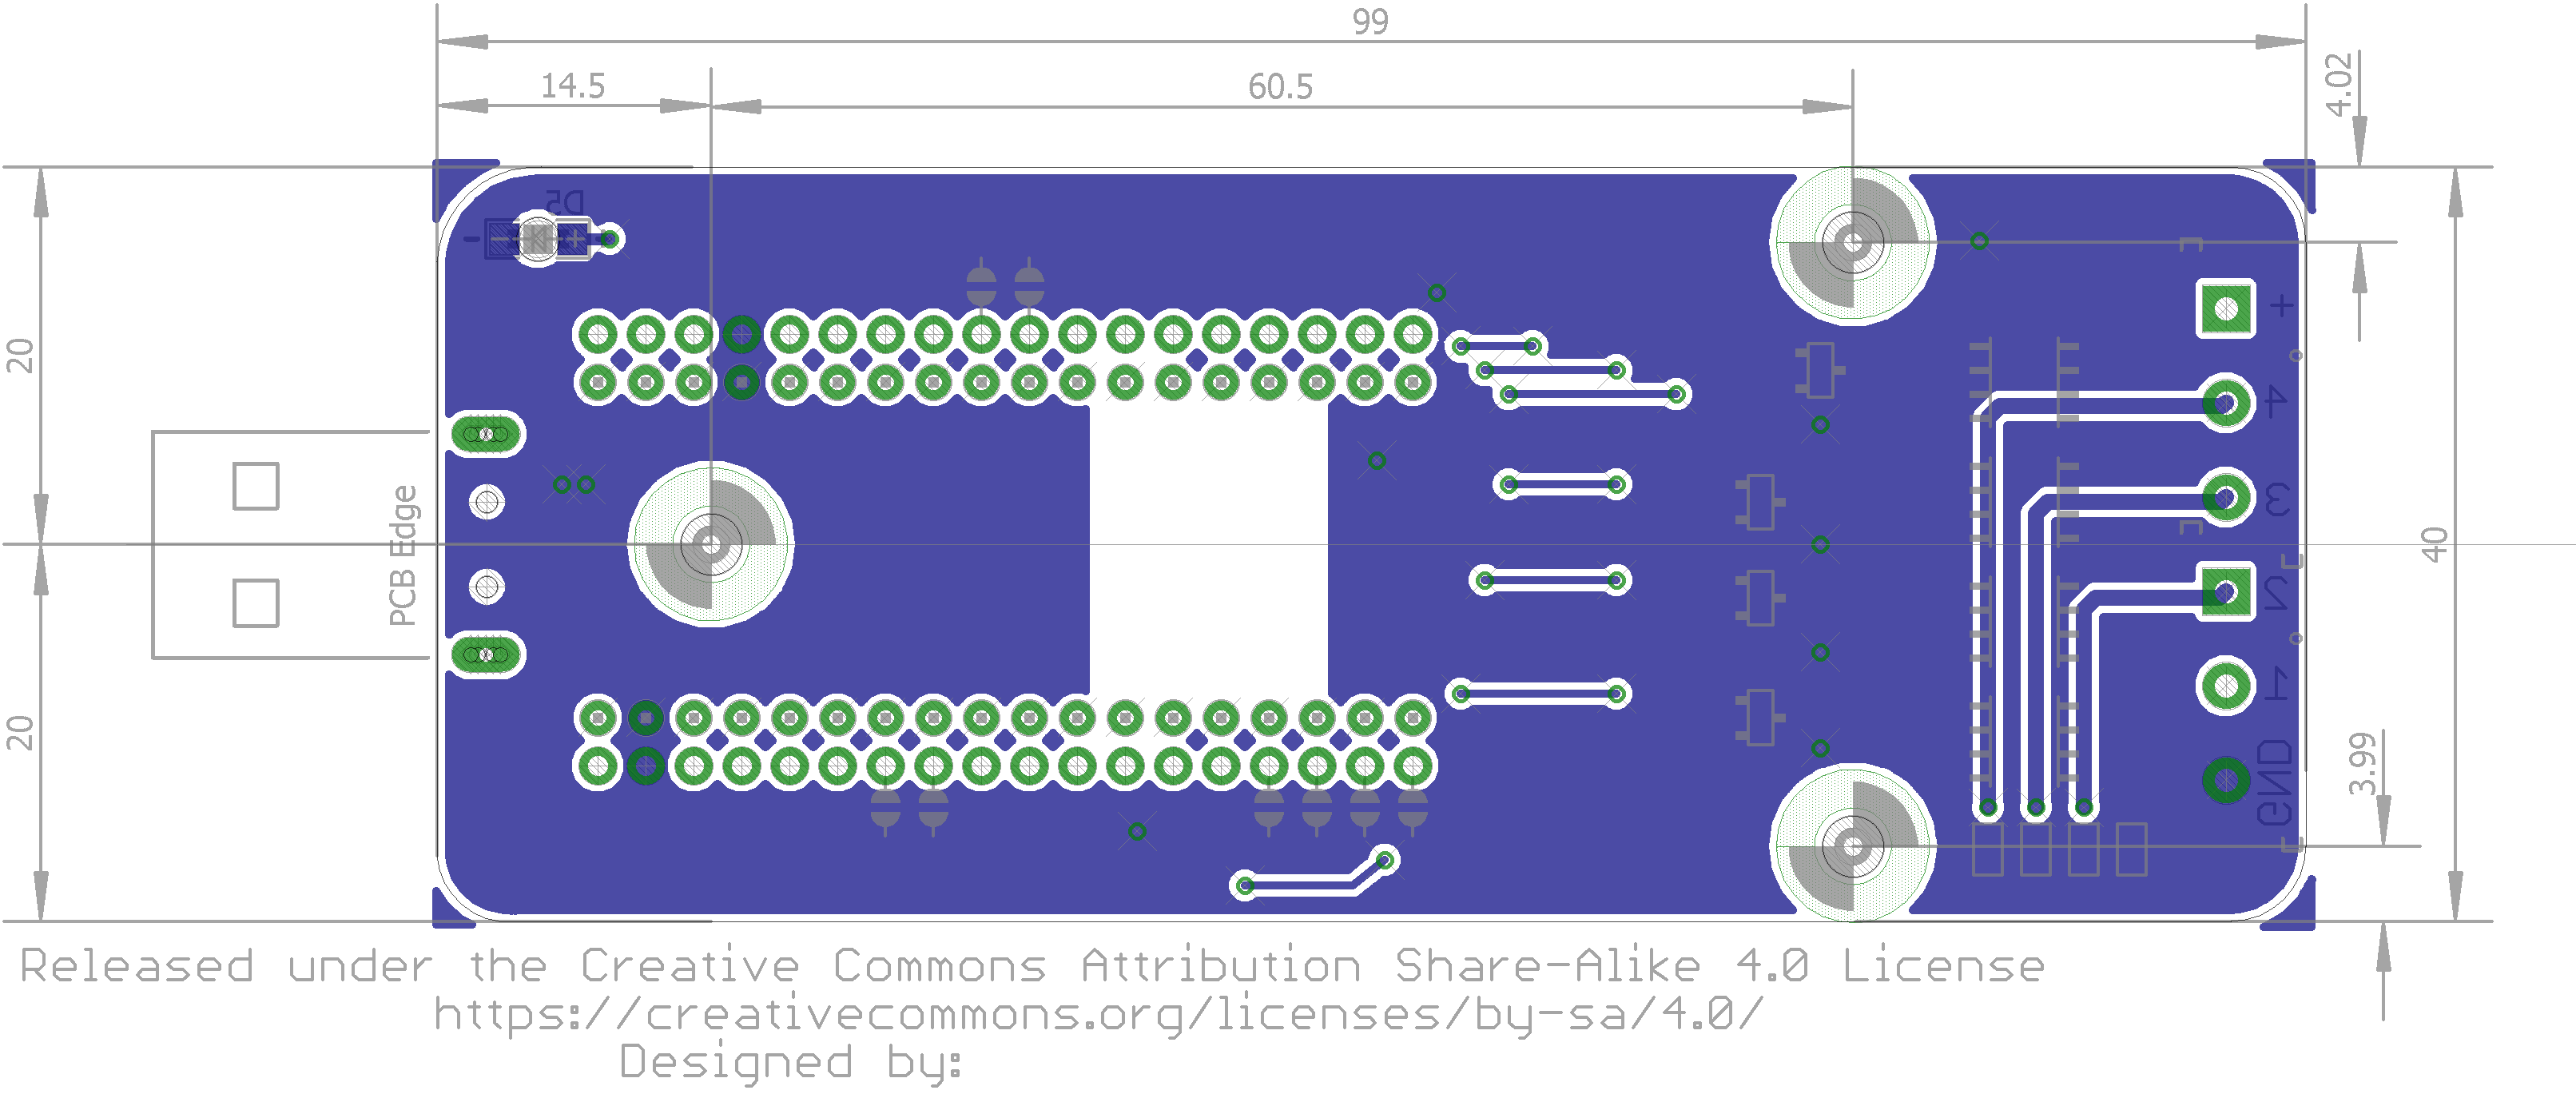 99
14.5
60.5
4.02
D5
- +
+
20
4
PCB Edge
3
40
2
1
20
GND
3.99
Released under the Creative Commons Attribution Share-Alike 4.0 License
https://creativecommons.org/licenses/by-sa/4.0/
Designed by: